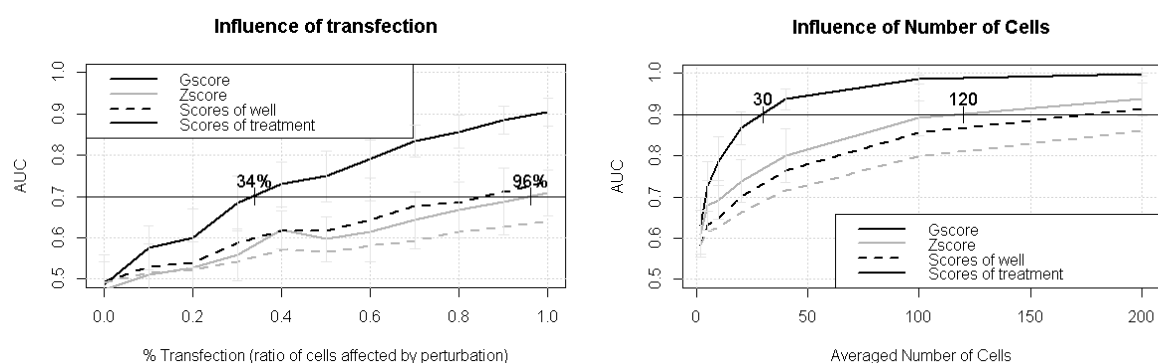 Influence of transfection
1.0
0.9
0.8
0.7
0.6
0.5
AUC
Gscore
Zscore
Scores of well
Scores of treatment
34%
96%
0.0 0.2 0.4 0.6 0.8 1.0
% Transfection (ratio of cells affected by perturbation)
Influence of Number of Cells
1.0
0.9
0.8
0.7
0.6
0.5
AUC
30
120
Gscore
Zscore
Scores of well
Scores of treatment
0 50 100 150 200
Averaged Number of Cells